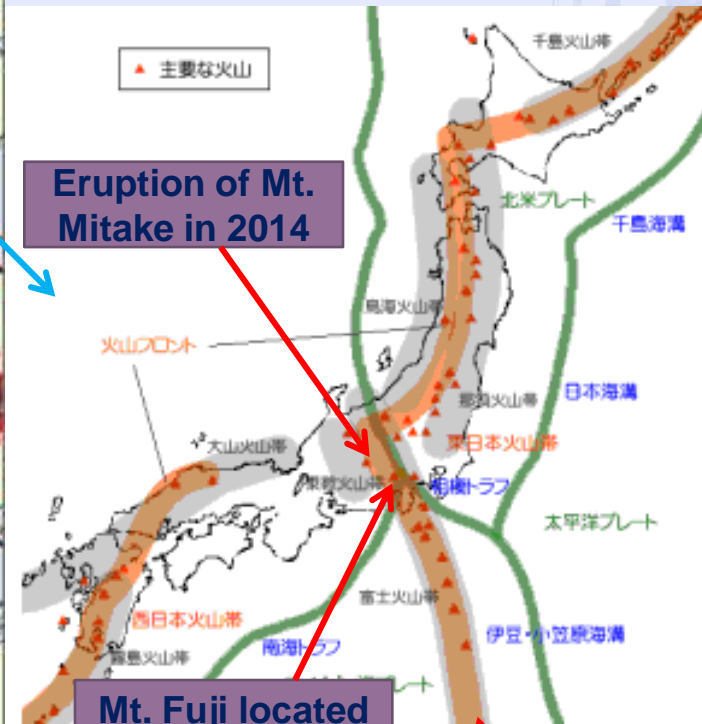 千島火山帯
▲ 主要な火山
Eruption of Mt.
Mitake in 2014
北米プレート
千島海溝
鳥海火山帯
火山フロント
日本海溝
那須火山帯
大山火山帯
東日本火山帯
乗鞍火山帯
相模トラフ
太平洋プレート
富士火山帯
西日本火山帯
伊豆・小笠原海溝
南海トラフ
霧島火山帯
プレート
Mt. Fuji located